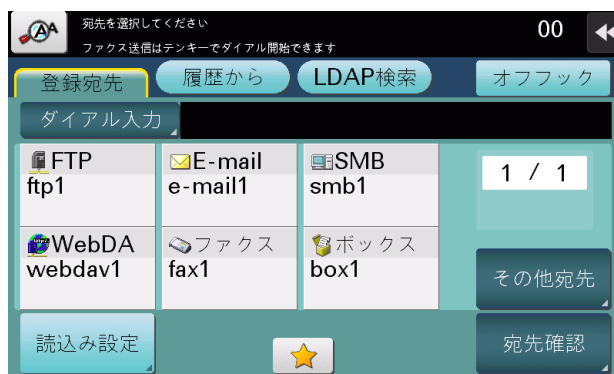 宛先を選択してください
ファクス送信はテンキーでダイアル開始できます
00
登録宛先
履歴から
LDAP検索
オフフック
ダイアル入力
FTP
ftp1
E-mail
e-mail1
SMB
smb1
1 / 1
WebDA
webdav1
ファクス
fax1
ボックス
box1
その他宛先
読込み設定
宛先確認